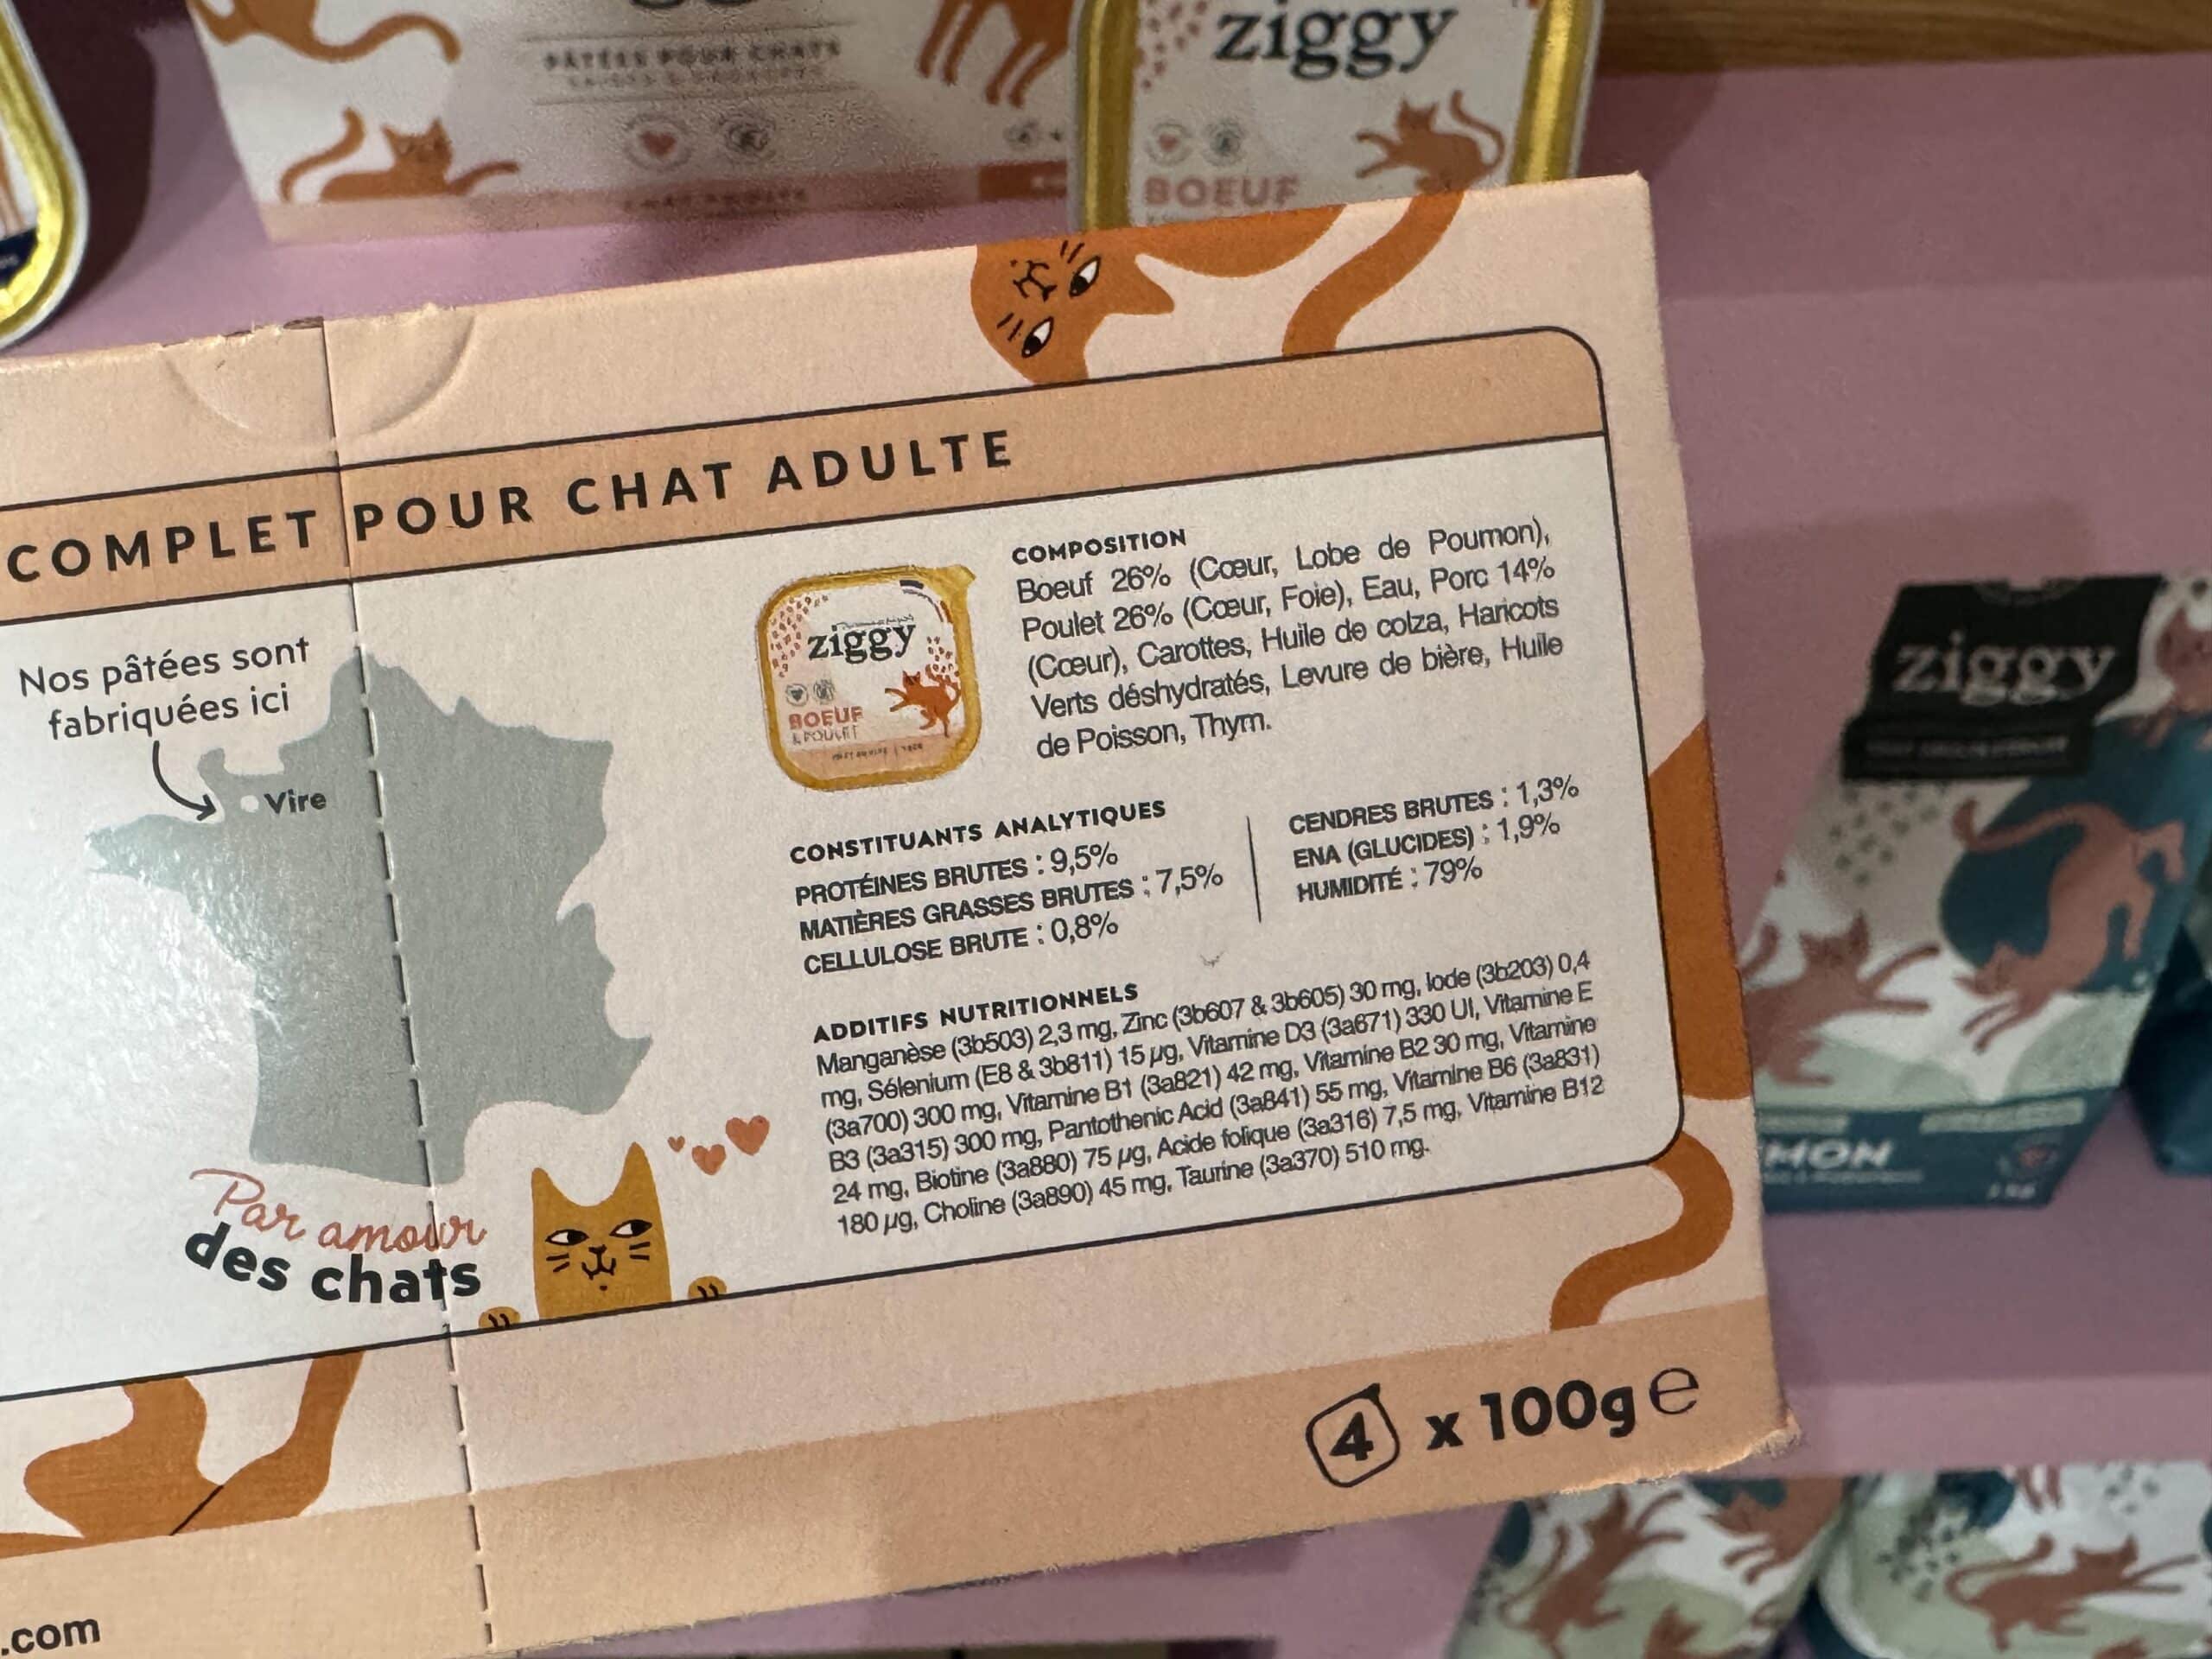 PÂTÉES POUR CHATS
ziggy
BOEUF
COMPLET POUR CHAT ADULTE
Nos pâtées sont
fabriquées ici
Vire
Par amour
des chats
ziggy
BOEUF
& POULET
COMPOSITION
Boeuf 26% (Cœur, Lobe de Poumon),
Poulet 26% (Cœur, Foie), Eau, Porc 14%
(Cœur), Carottes, Huile de colza, Haricots
Verts déshydratés, Levure de bière, Huile
de Poisson, Thym.
CONSTITUANTS ANALYTIQUES
PROTÉINES BRUTES : 9,5%
MATIÈRES GRASSES BRUTES : 7,5%
CELLULOSE BRUTE : 0,8%
CENDRES BRUTES : 1,3%
ENA (GLUCIDES) : 1,9%
HUMIDITÉ : 79%
ADDITIFS NUTRITIONNELS
Manganèse (3b503) 2,3 mg, Zinc (3b607 & 3b605) 30 mg, Iode (3b203) 0,4
mg, Sélenium (E8 & 3b811) 15 µg, Vitamine D3 (3a671) 330 UI, Vitamine E
(3a700) 300 mg, Vitamine B1 (3a821) 42 mg, Vitamine B2 30 mg, Vitamine
B3 (3a315) 300 mg, Pantothenic Acid (3a841) 55 mg, Vitamine B6 (3a831)
24 mg, Biotine (3a880) 75 µg, Acide folique (3a316) 7,5 mg, Vitamine B12
180 µg, Choline (3a890) 45 mg, Taurine (3a370) 510 mg.
4 x 100g e
.com
ziggy
MON